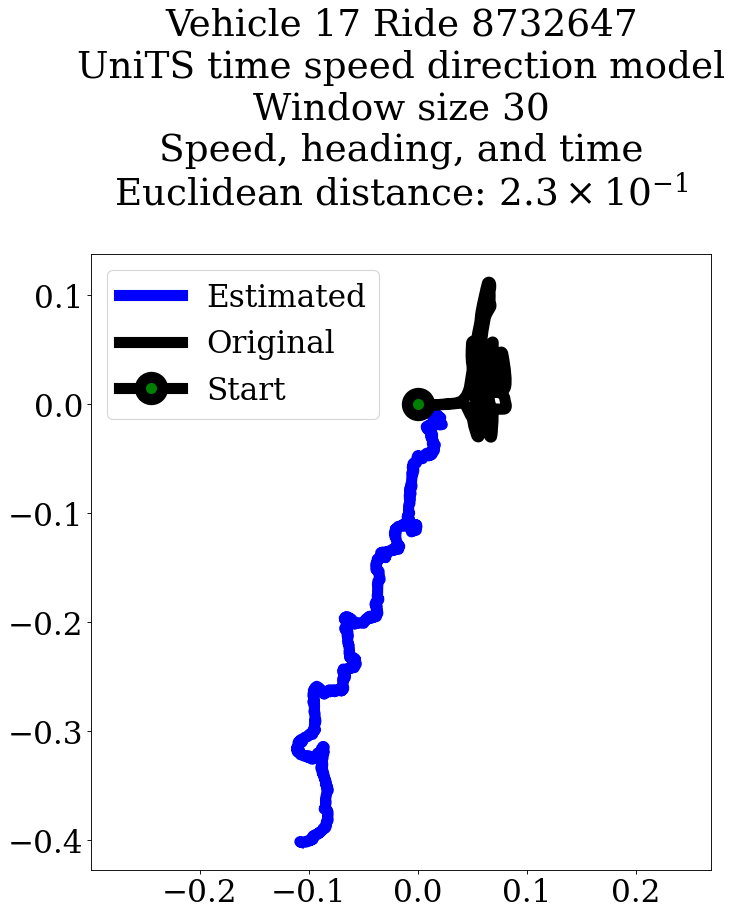 Vehicle 17 Ride 8732647
UniTS time speed direction model
Window size 30
Speed, heading, and time
Euclidean distance: 2.3 × 10⁻¹
Estimated
Original
Start
0.1
0.0
−0.1
−0.2
−0.3
−0.4
−0.2 −0.1 0.0 0.1 0.2